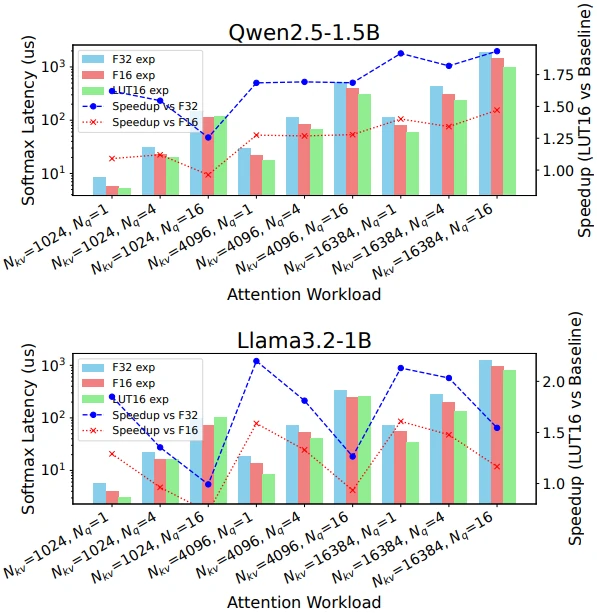 Qwen2.5-1.5B
Softmax Latency (us)
10³
10²
10¹
F32 exp
F16 exp
LUT16 exp
Speedup vs F32
Speedup vs F16
1.75
1.50
1.25
1.00
Speedup (LUT16 vs Baseline)
N_kv=1024, N_q=1
N_kv=1024, N_q=4
N_kv=1024, N_q=16
N_kv=4096, N_q=1
N_kv=4096, N_q=4
N_kv=4096, N_q=16
N_kv=16384, N_q=1
N_kv=16384, N_q=4
N_kv=16384, N_q=16
Attention Workload
Llama3.2-1B
Softmax Latency (us)
10³
10²
10¹
F32 exp
F16 exp
LUT16 exp
Speedup vs F32
Speedup vs F16
2.0
1.5
1.0
Speedup (LUT16 vs Baseline)
N_kv=1024, N_q=1
N_kv=1024, N_q=4
N_kv=1024, N_q=16
N_kv=4096, N_q=1
N_kv=4096, N_q=4
N_kv=4096, N_q=16
N_kv=16384, N_q=1
N_kv=16384, N_q=4
N_kv=16384, N_q=16
Attention Workload